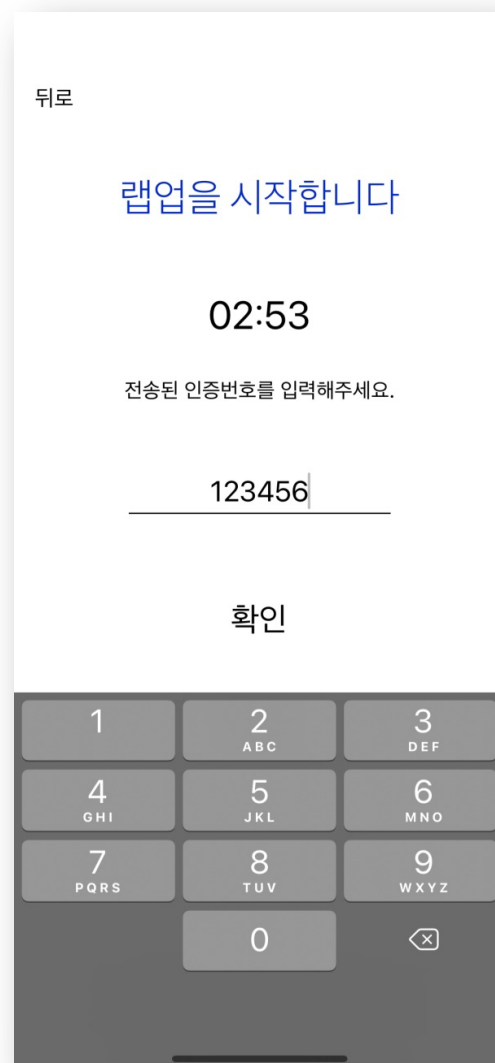 뒤로
랩업을 시작합니다
02:53
전송된 인증번호를 입력해주세요.
123456
확인
1 2 3
ABC DEF
4 5 6
GHI JKL MNO
7 8 9
PQRS TUV WXYZ
0